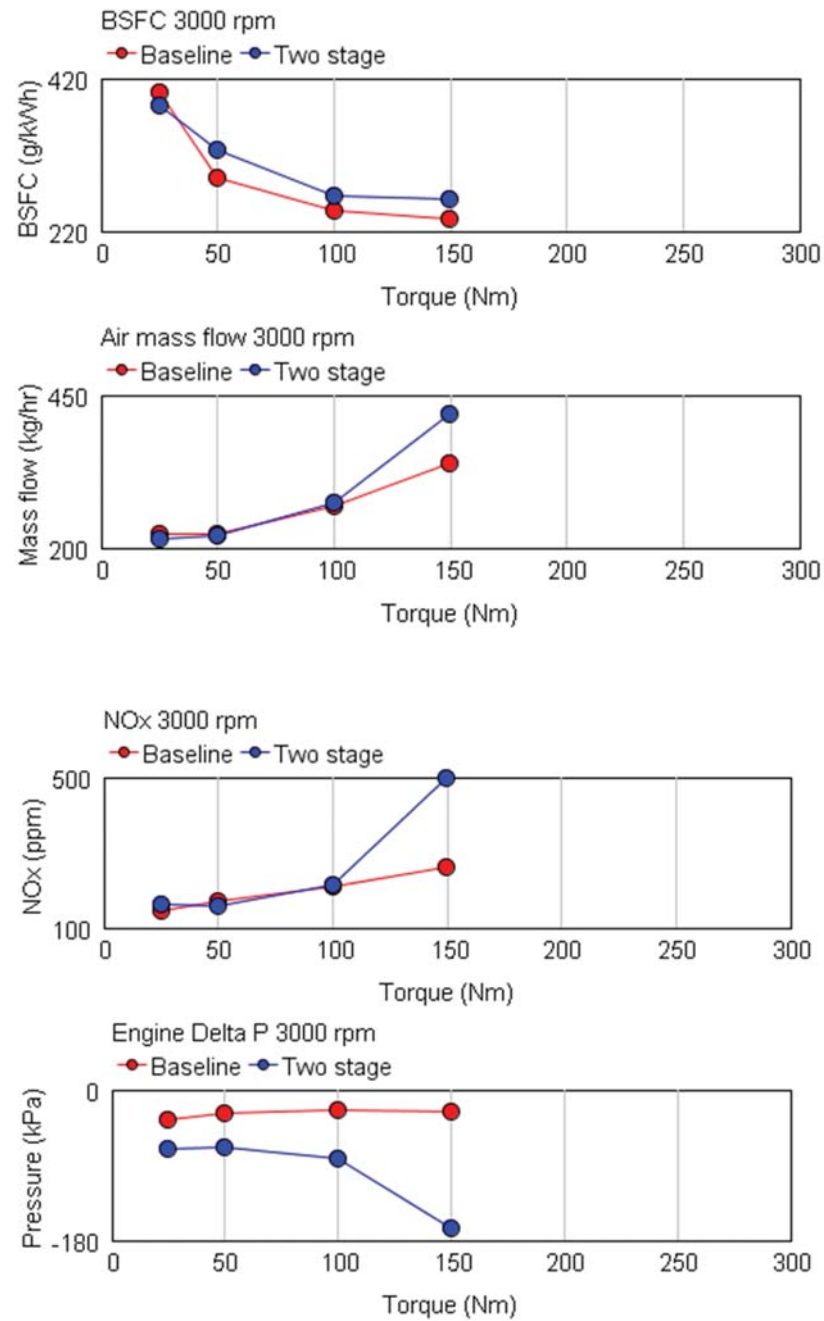 BSFC 3000 rpm
Baseline Two stage
420
BSFC (g/kWh)
220
0 50 100 150 200 250 300
Torque (Nm)
Air mass flow 3000 rpm
Baseline Two stage
450
Mass flow (kg/hr)
200
0 50 100 150 200 250 300
Torque (Nm)
NOx 3000 rpm
Baseline Two stage
500
NOx (ppm)
100
0 50 100 150 200 250 300
Torque (Nm)
Engine Delta P 3000 rpm
Baseline Two stage
0
Pressure (kPa)
-180
0 50 100 150 200 250 300
Torque (Nm)